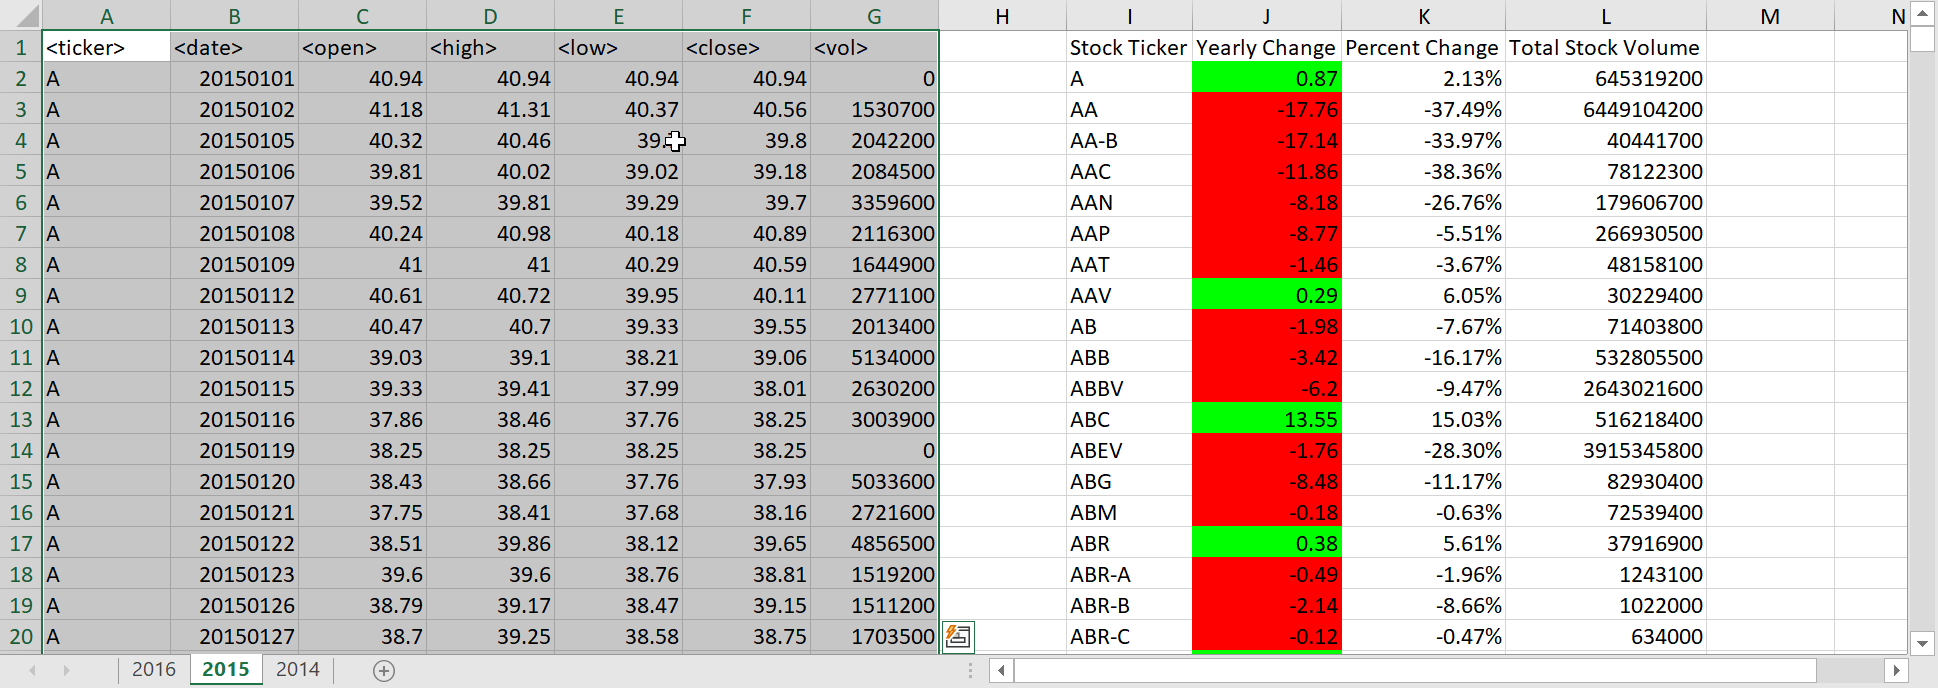 A B C D E F G H I J K L M N
1 <ticker> <date> <open> <high> <low> <close> <vol> Stock Ticker Yearly Change Percent Change Total Stock Volume
2 A 20150101 40.94 40.94 40.94 40.94 0 A 0.87 2.13% 645319200
3 A 20150102 41.18 41.31 40.37 40.56 1530700 AA -17.76 -37.49% 6449104200
4 A 20150105 40.32 40.46 39. 39.8 2042200 AA-B -17.14 -33.97% 40441700
5 A 20150106 39.81 40.02 39.02 39.18 2084500 AAC -11.86 -38.36% 78122300
6 A 20150107 39.52 39.81 39.29 39.7 3359600 AAN -8.18 -26.76% 179606700
7 A 20150108 40.24 40.98 40.18 40.89 2116300 AAP -8.77 -5.51% 266930500
8 A 20150109 41 41 40.29 40.59 1644900 AAT -1.46 -3.67% 48158100
9 A 20150112 40.61 40.72 39.95 40.11 2771100 AAV 0.29 6.05% 30229400
10 A 20150113 40.47 40.7 39.33 39.55 2013400 AB -1.98 -7.67% 71403800
11 A 20150114 39.03 39.1 38.21 39.06 5134000 ABB -3.42 -16.17% 532805500
12 A 20150115 39.33 39.41 37.99 38.01 2630200 ABBV -6.2 -9.47% 2643021600
13 A 20150116 37.86 38.46 37.76 38.25 3003900 ABC 13.55 15.03% 516218400
14 A 20150119 38.25 38.25 38.25 38.25 0 ABEV -1.76 -28.30% 3915345800
15 A 20150120 38.43 38.66 37.76 37.93 5033600 ABG -8.48 -11.17% 82930400
16 A 20150121 37.75 38.41 37.68 38.16 2721600 ABM -0.18 -0.63% 72539400
17 A 20150122 38.51 39.86 38.12 39.65 4856500 ABR 0.38 5.61% 37916900
18 A 20150123 39.6 39.6 38.76 38.81 1519200 ABR-A -0.49 -1.96% 1243100
19 A 20150126 38.79 39.17 38.47 39.15 1511200 ABR-B -2.14 -8.66% 1022000
20 A 20150127 38.7 39.25 38.58 38.75 1703500 ABR-C -0.12 -0.47% 634000
2016 2015 2014